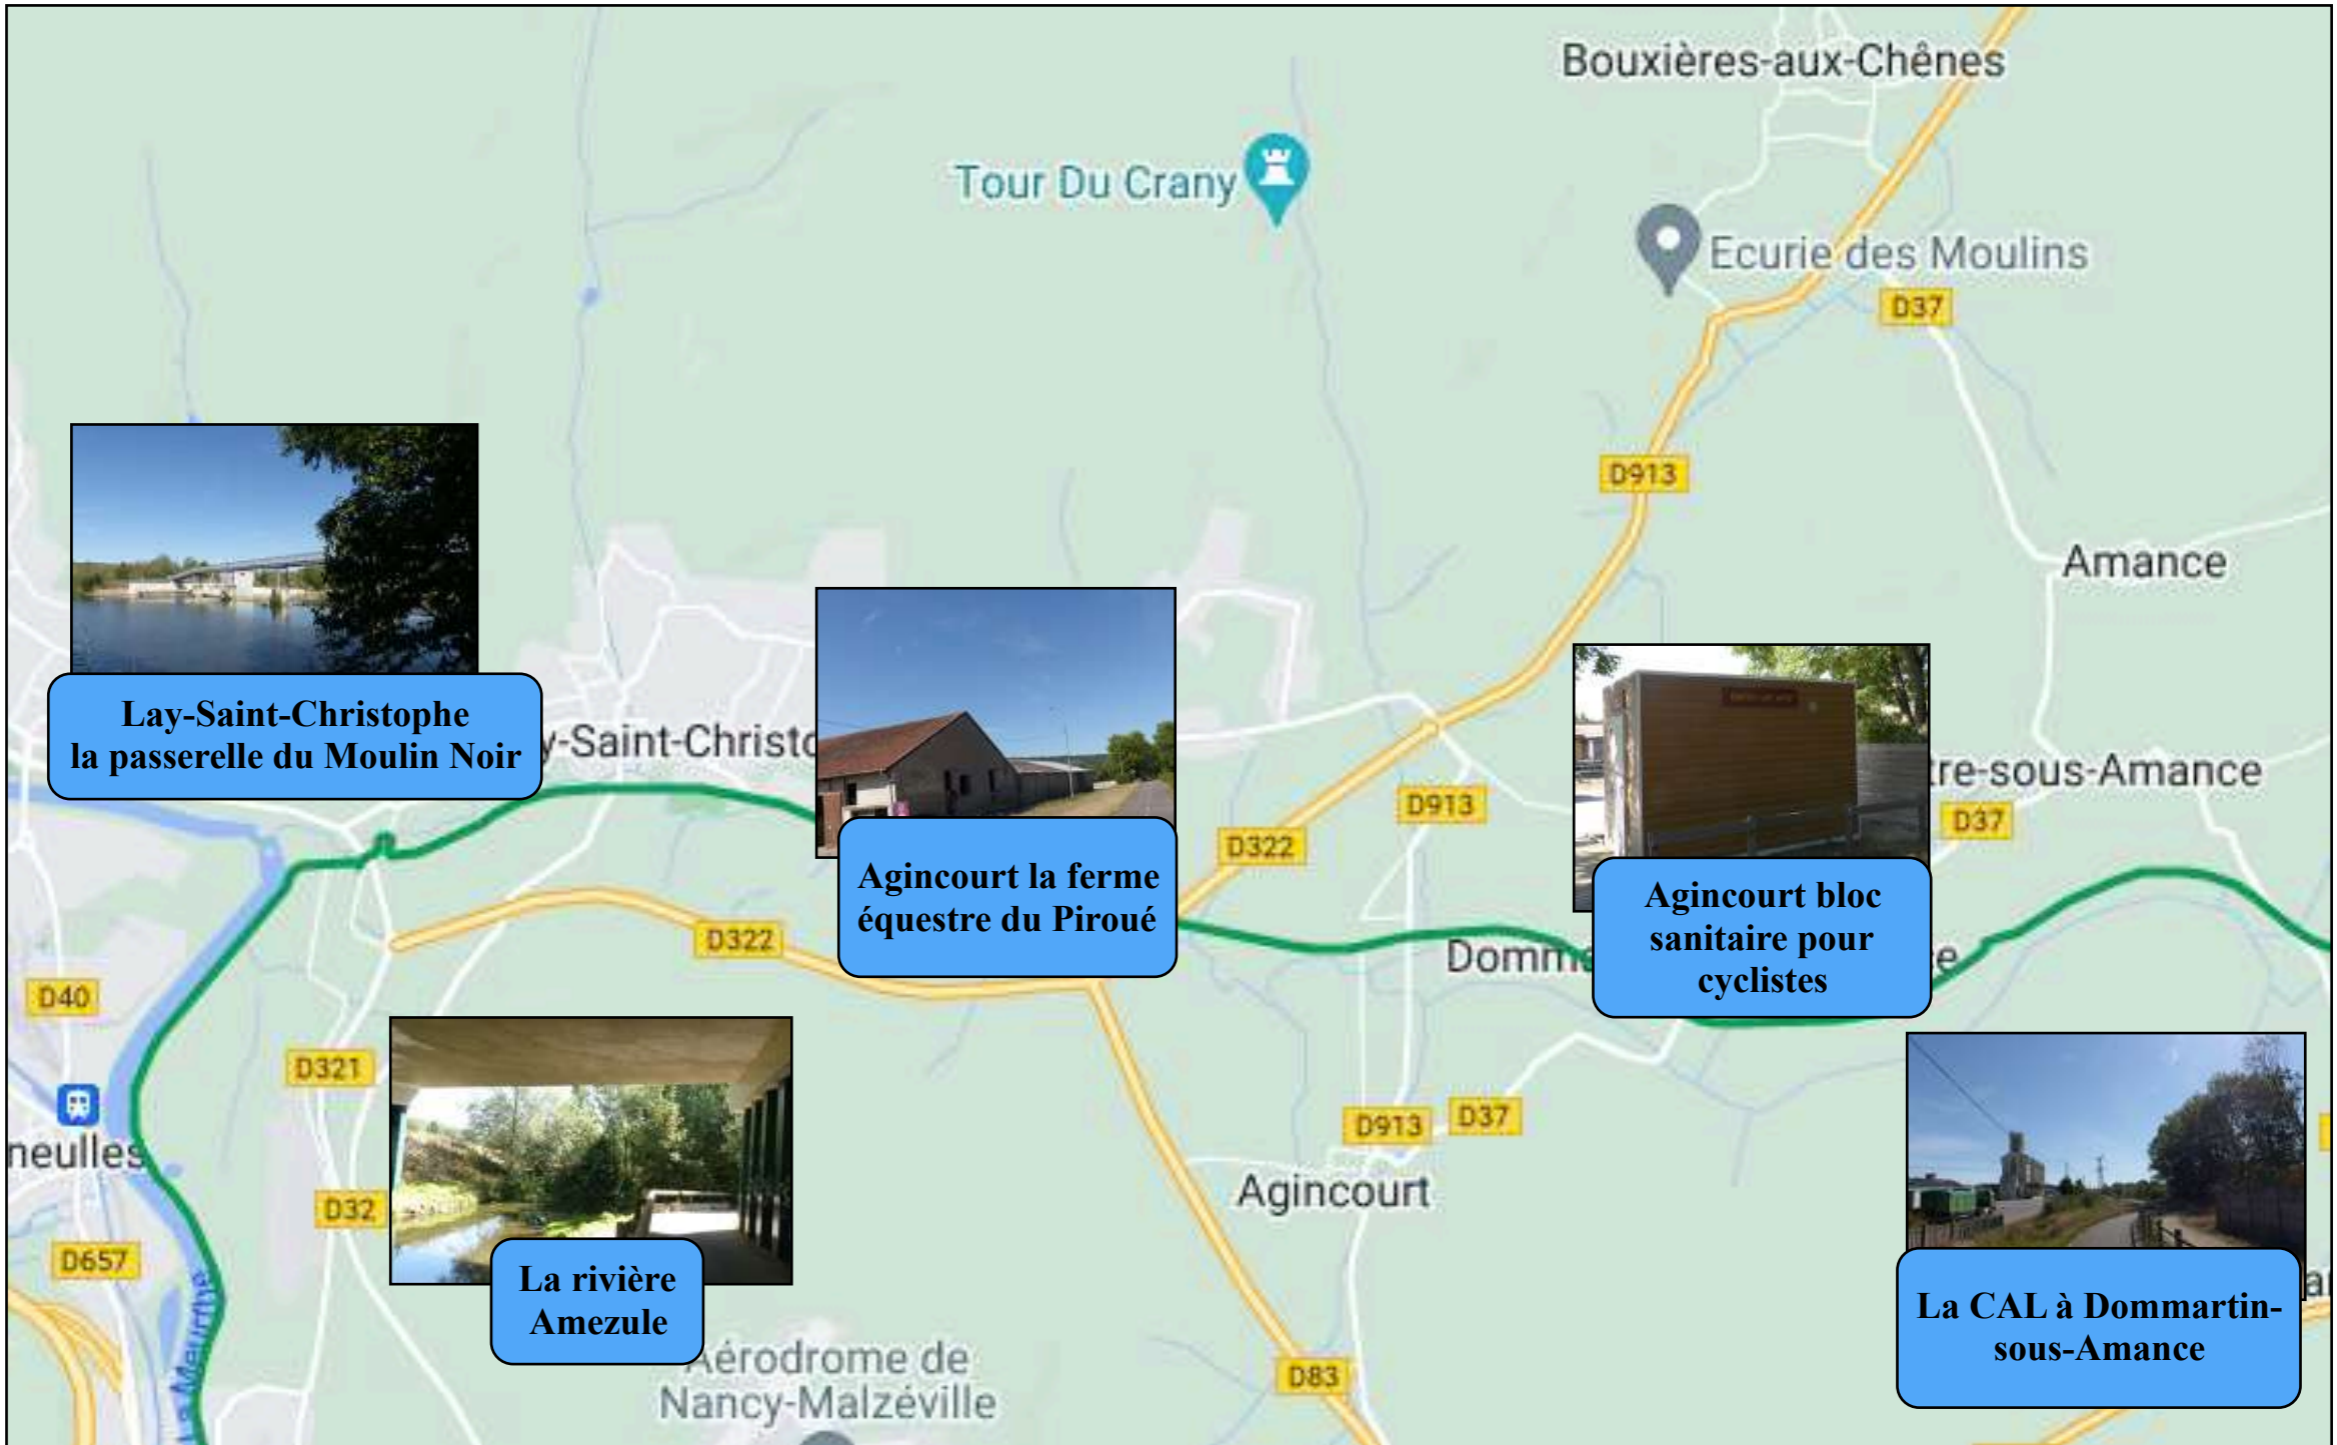 Bouxières-aux-Chênes
Tour Du Crany
Ecurie des Moulins
D37
D913
Amance
Lay-Saint-Christophe
la passerelle du Moulin Noir
y-Saint-Christo
tre-sous-Amance
D913
D37
D322
Agincourt la ferme
équestre du Piroué
Agincourt bloc
sanitaire pour
cyclistes
D322
D40
D321
neulles
D913
D37
Agincourt
D32
D657
La rivière
Amezule
La Meurthe
La CAL à Dommartin-
sous-Amance
Aérodrome de
Nancy-Malzéville
D83